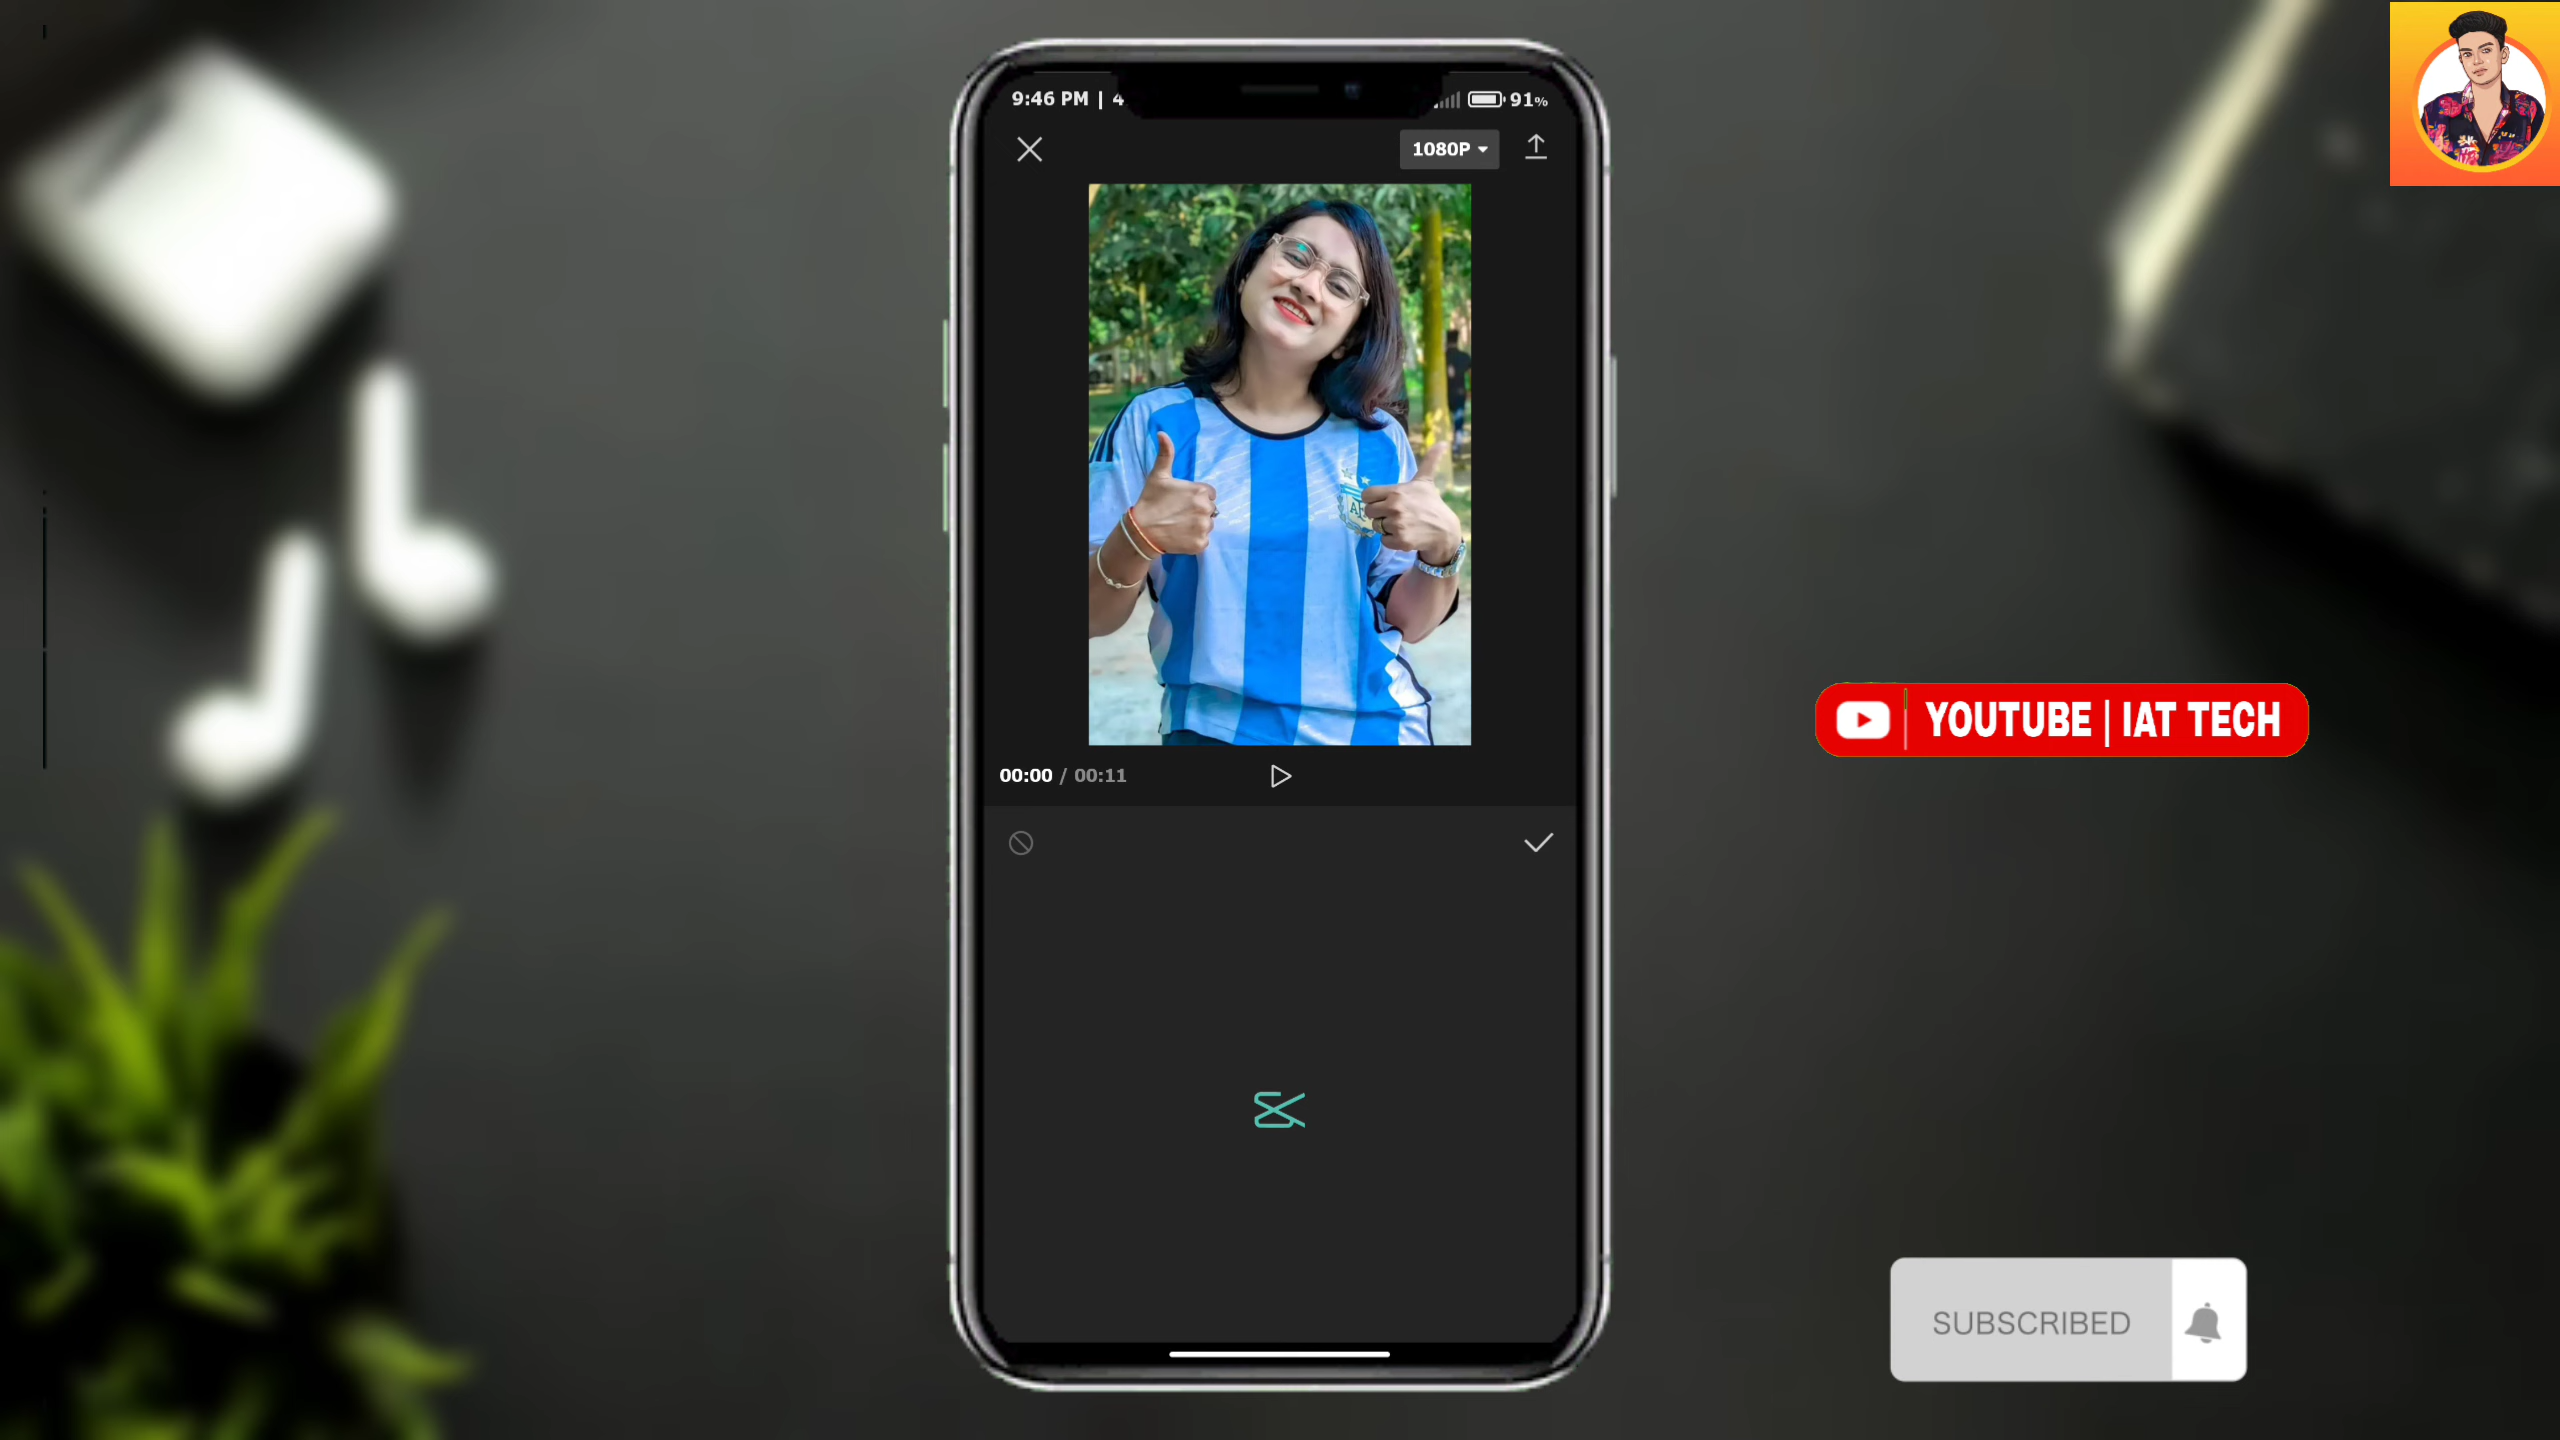 9:46 PM | 4
91%
1080P
00:00 / 00:11
YOUTUBE | IAT TECH
SUBSCRIBED